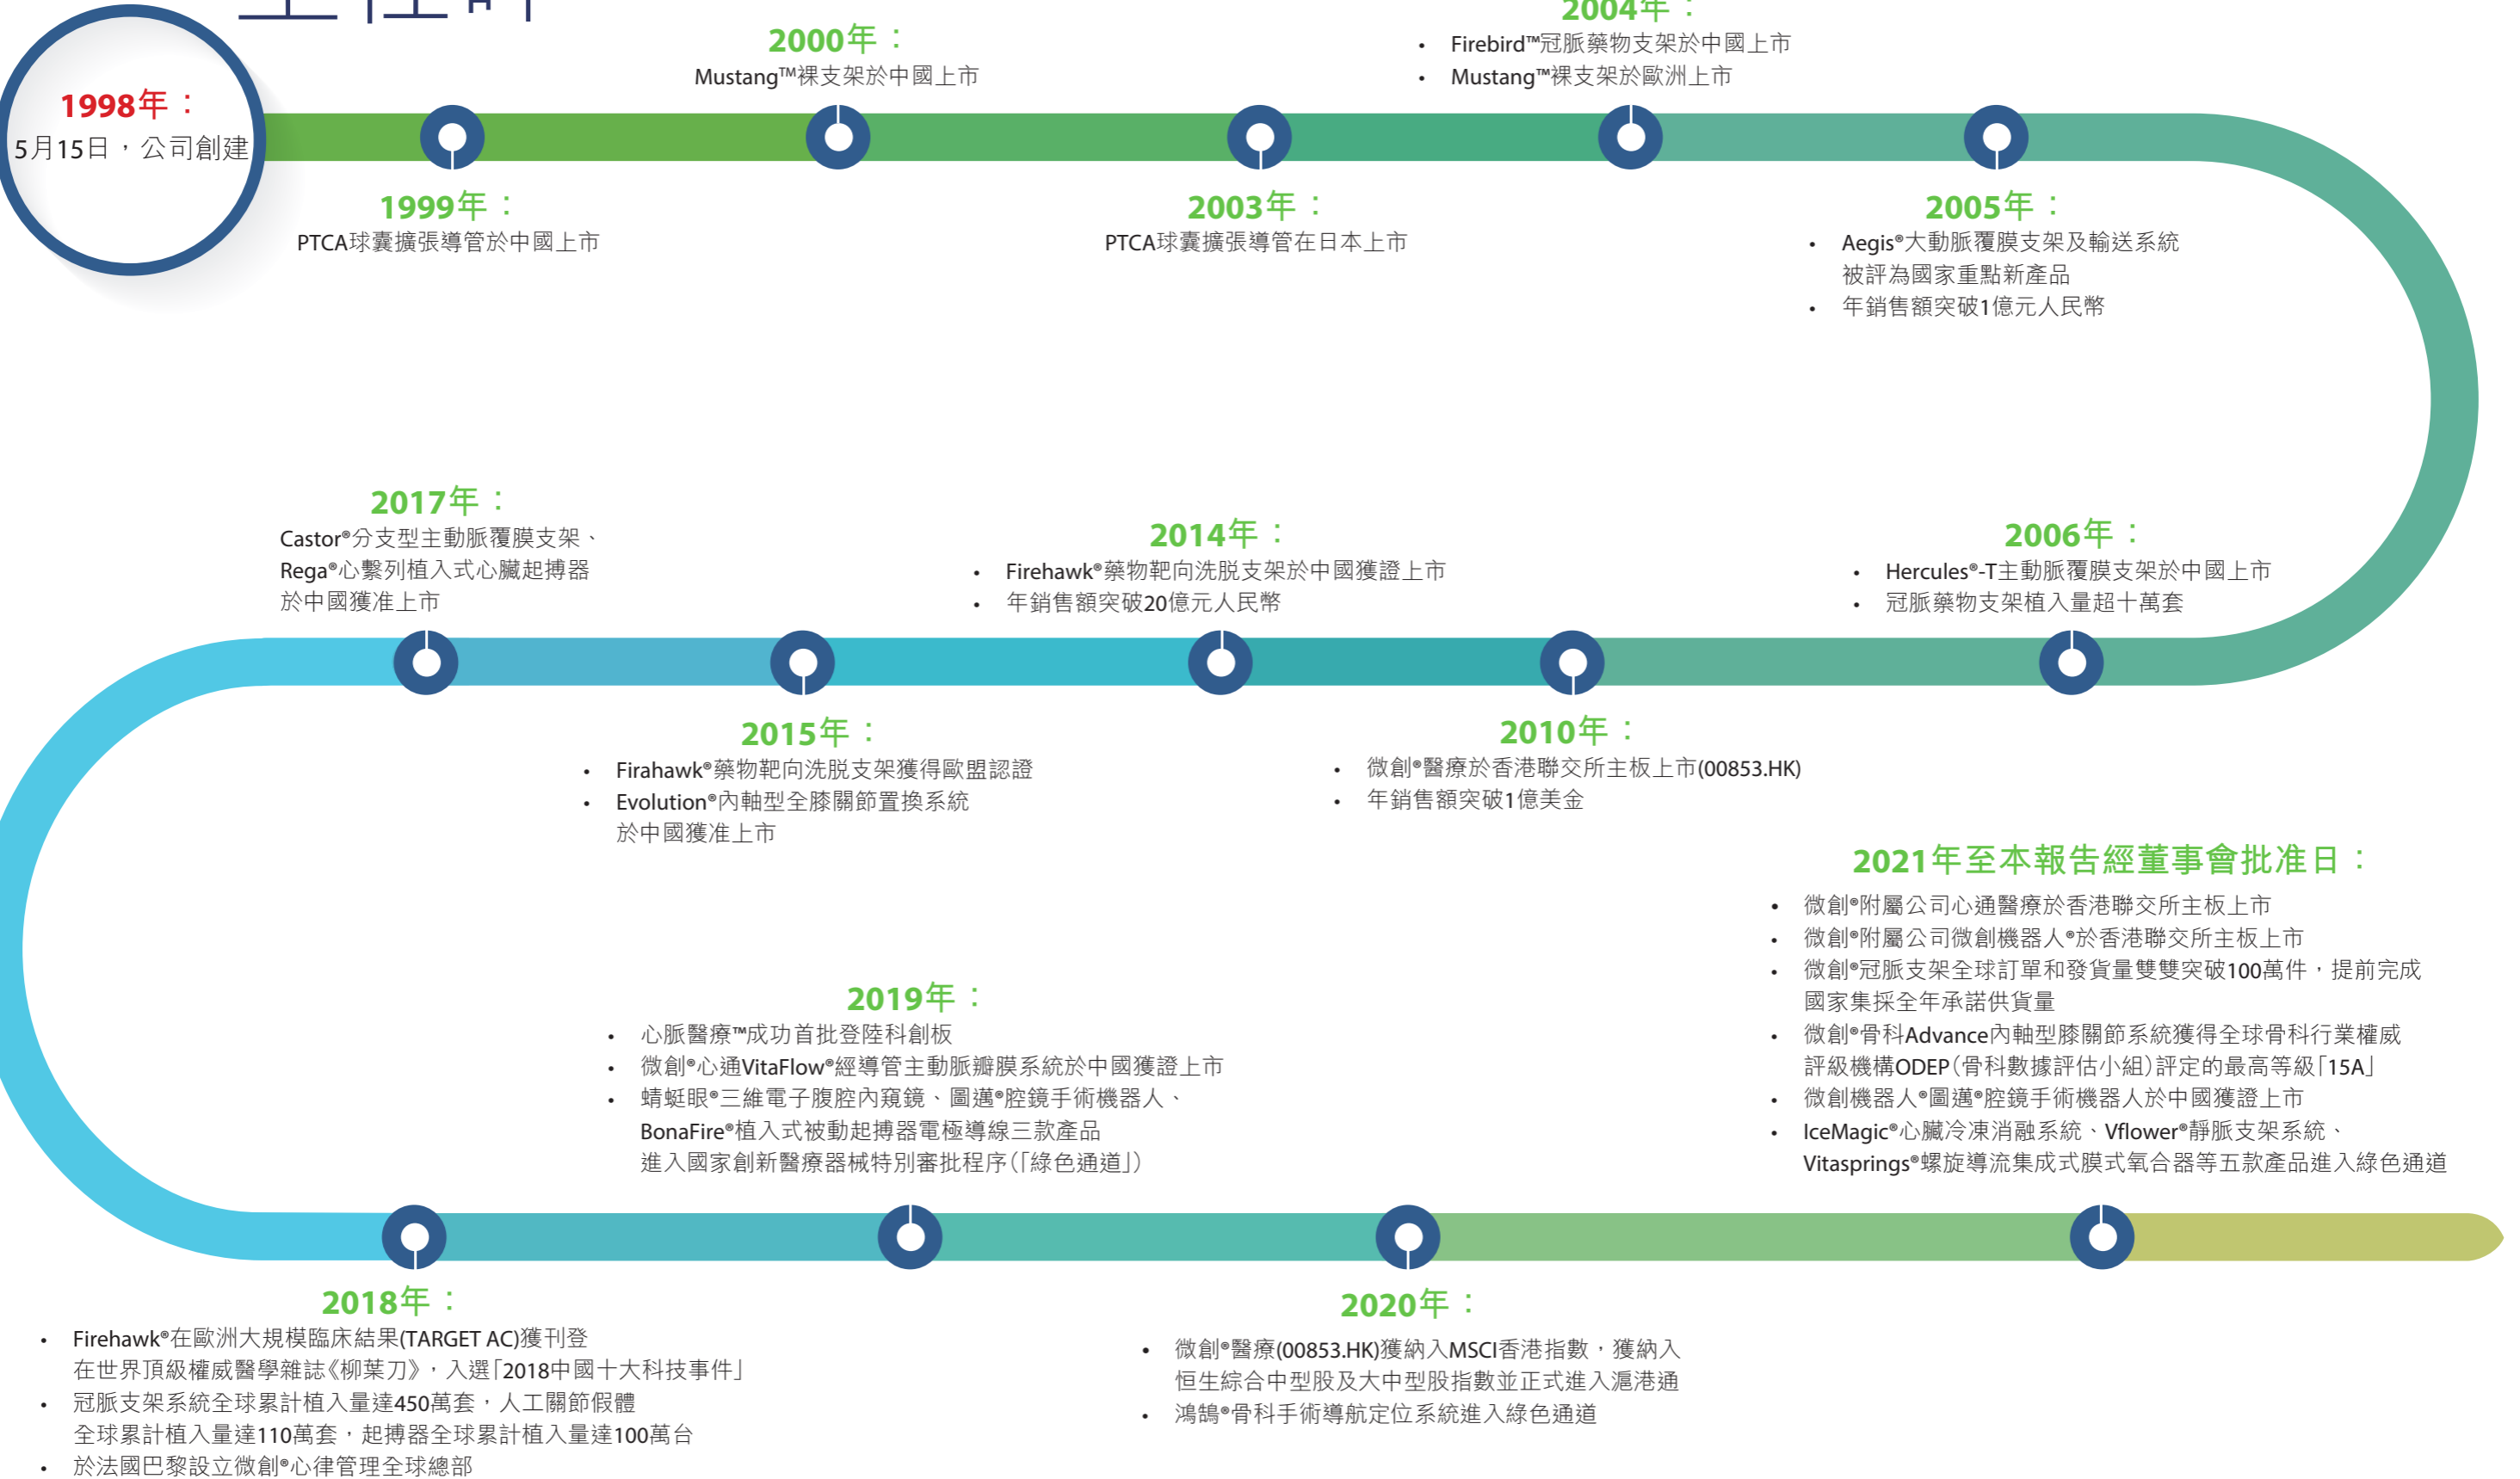 1998年：
5月15日，公司創建
1999年：
PTCA球囊擴張導管於中國上市
2000年：
Mustang™裸支架於中國上市
2003年：
PTCA球囊擴張導管在日本上市
2004年：
• Firebird™冠脈藥物支架於中國上市
• Mustang™裸支架於歐洲上市
2005年：
• Aegis®大動脈覆膜支架及輸送系統
被評為國家重點新產品
• 年銷售額突破1億元人民幣
2006年：
• Hercules®-T主動脈覆膜支架於中國上市
• 冠脈藥物支架植入量超十萬套
2010年：
• 微創®醫療於香港聯交所主板上市(00853.HK)
• 年銷售額突破1億美金
2014年：
• Firehawk®藥物靶向洗脱支架於中國獲證上市
• 年銷售額突破20億元人民幣
2015年：
• Firahawk®藥物靶向洗脱支架獲得歐盟認證
• Evolution®內軸型全膝關節置換系統
於中國獲准上市
2017年：
Castor®分支型主動脈覆膜支架、
Rega®心繫列植入式心臟起搏器
於中國獲准上市
2018年：
• Firehawk®在歐洲大規模臨床結果(TARGET AC)獲刊登
在世界頂級權威醫學雜誌《柳葉刀》，入選「2018中國十大科技事件」
• 冠脈支架系統全球累計植入量達450萬套，人工關節假體
全球累計植入量達110萬套，起搏器全球累計植入量達100萬台
• 於法國巴黎設立微創®心律管理全球總部
2019年：
• 心脈醫療™成功首批登陸科創板
• 微創®心通VitaFlow®經導管主動脈瓣膜系統於中國獲證上市
• 蜻蜓眼®三維電子腹腔內窺鏡、圖邁®腔鏡手術機器人、
BonaFire®植入式被動起搏器電極導線三款產品
進入國家創新醫療器械特別審批程序（「綠色通道」）
2020年：
• 微創®醫療(00853.HK)獲納入MSCI香港指數，獲納入
恒生綜合中型股及大中型股指數並正式進入滬港通
• 鴻鵠®骨科手術導航定位系統進入綠色通道
2021年至本報告經董事會批准日：
• 微創®附屬公司心通醫療於香港聯交所主板上市
• 微創®附屬公司微創機器人®於香港聯交所主板上市
• 微創®冠脈支架全球訂單和發貨量雙雙突破100萬件，提前完成
國家集採全年承諾供貨量
• 微創®骨科Advance內軸型膝關節系統獲得全球骨科行業權威
評級機構ODEP（骨科數據評估小組）評定的最高等級「15A」
• 微創機器人®圖邁®腔鏡手術機器人於中國獲證上市
• IceMagic®心臟冷凍消融系統、Vflower®靜脈支架系統、
Vitasprings®螺旋導流集成式膜式氧合器等五款產品進入綠色通道